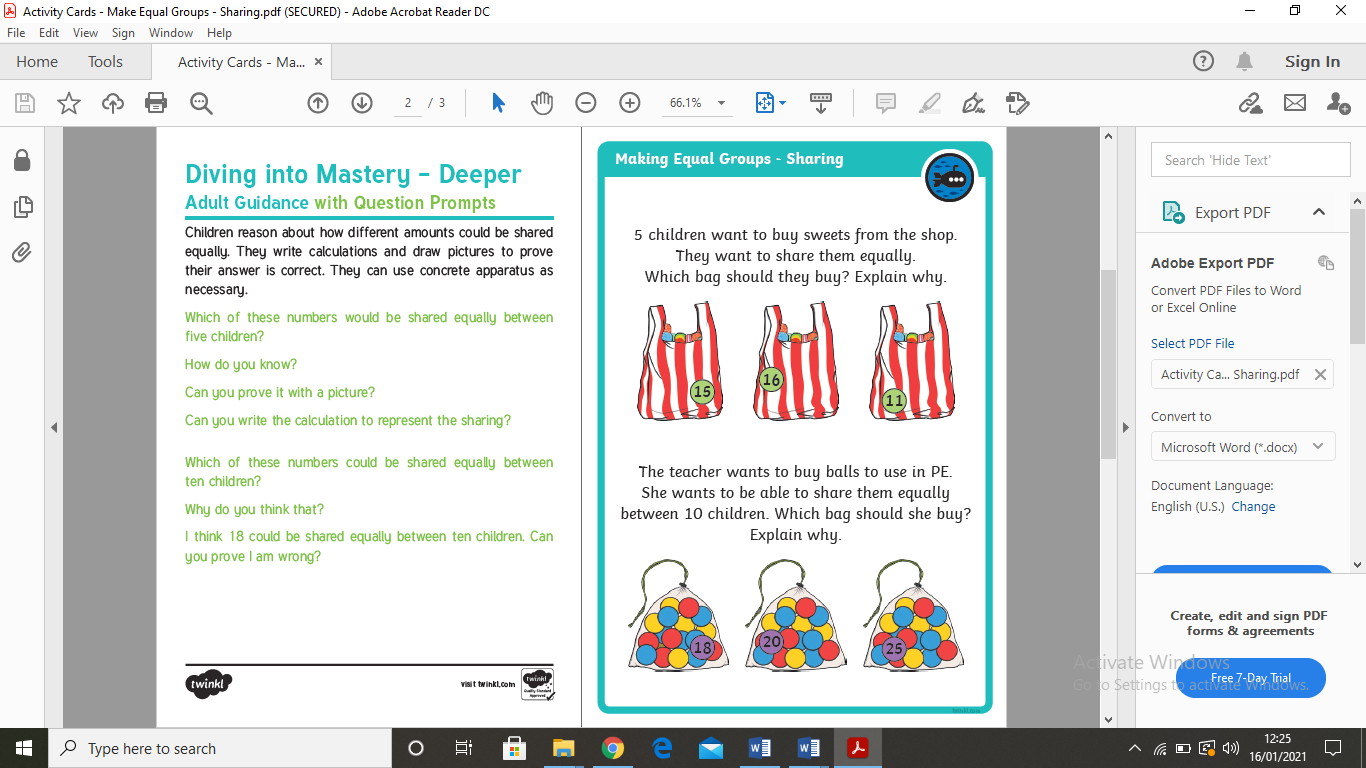 Activity Cards - Make Equal Groups - Sharing.pdf (SECURED) - Adobe Acrobat Reader DC
File Edit View Sign Window Help
Home Tools Activity Cards - Ma... ×
? Sign In
2 / 3
66.1%
Diving into Mastery - Deeper
Adult Guidance with Question Prompts
Children reason about how different amounts could be shared
equally. They write calculations and draw pictures to prove
their answer is correct. They can use concrete apparatus as
necessary.
Which of these numbers would be shared equally between
five children?
How do you know?
Can you prove it with a picture?
Can you write the calculation to represent the sharing?
Which of these numbers could be shared equally between
ten children?
Why do you think that?
I think 18 could be shared equally between ten children. Can
you prove I am wrong?
twinkl
visit twinkl.com
twinkl
Quality Standard
Approved
Making Equal Groups - Sharing
5 children want to buy sweets from the shop.
They want to share them equally.
Which bag should they buy? Explain why.
15
16
11
The teacher wants to buy balls to use in PE.
She wants to be able to share them equally
between 10 children. Which bag should she buy?
Explain why.
18
20
25
Search 'Hide Text'
Export PDF
Adobe Export PDF
Convert PDF Files to Word
or Excel Online
Select PDF File
Activity Ca... Sharing.pdf
Convert to
Microsoft Word (*.docx)
Document Language:
English (U.S.) Change
Create, edit and sign PDF
forms & agreements
Free 7-Day Trial
Activate Windows
Go to Settings to activate Windows.
Type here to search
12:25
16/01/2021